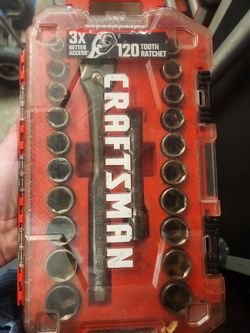 3X
BETTER
ACCESS
120 TOOTH
RATCHET
CRAFTSMAN